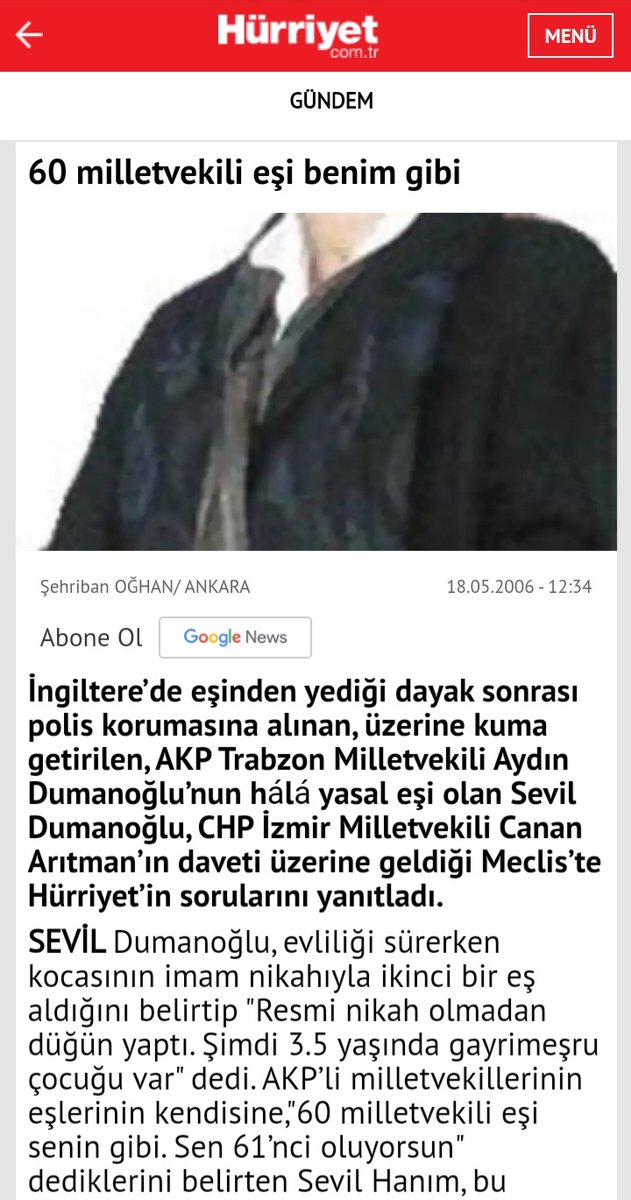 Hürriyet
.com.tr
MENÜ
GÜNDEM
60 milletvekili eşi benim gibi
Şehriban OĞHAN/ ANKARA
18.05.2006 - 12:34
Abone Ol
Google News
İngiltere’de eşinden yediği dayak sonrası
polis korumasına alınan, üzerine kuma
getirilen, AKP Trabzon Milletvekili Aydın
Dumanoğlu’nun hálá yasal eşi olan Sevil
Dumanoğlu, CHP İzmir Milletvekili Canan
Arıtman’ın daveti üzerine geldiği Meclis’te
Hürriyet’in sorularını yanıtladı.
SEVİL Dumanoğlu, evliliği sürerken
kocasının imam nikahıyla ikinci bir eş
aldığını belirtip "Resmi nikah olmadan
düğün yaptı. Şimdi 3.5 yaşında gayrimeşru
çocuğu var" dedi. AKP’li milletvekillerinin
eşlerinin kendisine,"60 milletvekili eşi
senin gibi. Sen 61’nci oluyorsun"
dediklerini belirten Sevil Hanım, bu